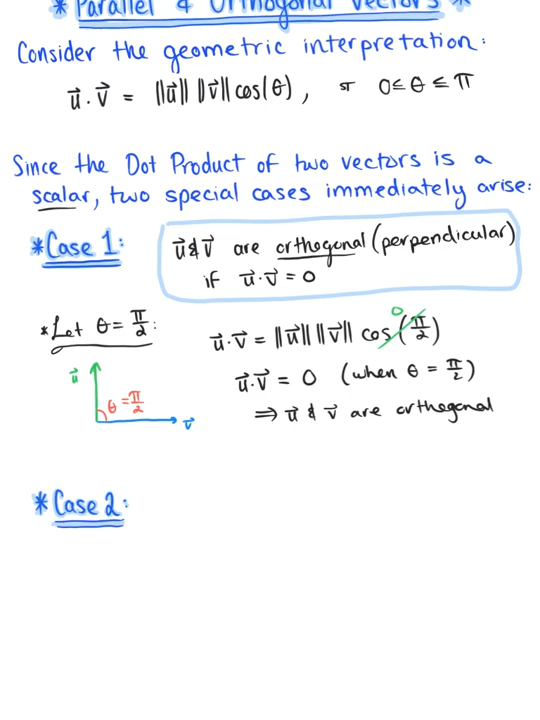 * Parallel & Orthogonal Vectors *
Consider the geometric interpretation:
u⃗ · v⃗ = ||u⃗|| ||v⃗|| cos(θ), 0 ≤ θ ≤ π
Since the Dot Product of two vectors is a
scalar, two special cases immediately arise:
* Case 1:
u⃗ & v⃗ are orthogonal (perpendicular)
if u⃗ · v⃗ = 0
* Let θ = π/2:
u⃗ · v⃗ = ||u⃗|| ||v⃗|| cos(π/2) 0
u⃗ · v⃗ = 0 (when θ = π/2)
⇒ u⃗ & v⃗ are orthogonal
u⃗
θ = π/2
v⃗
* Case 2: